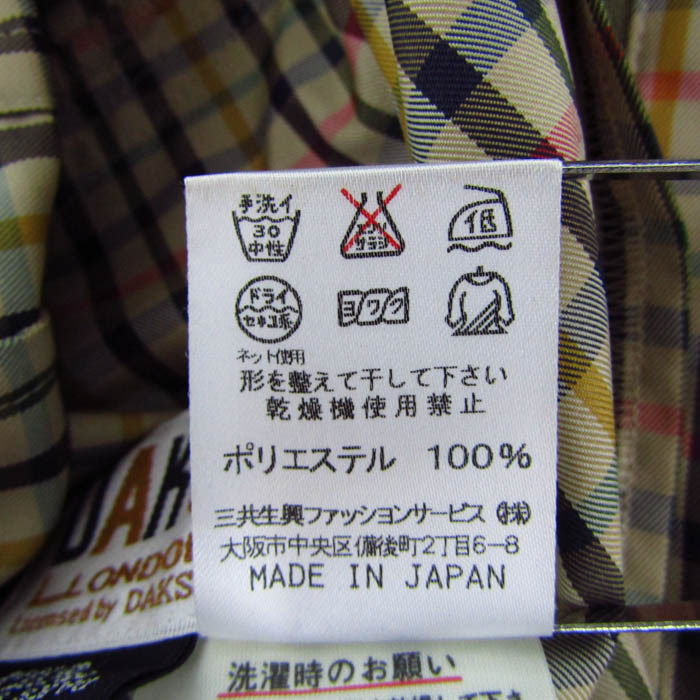 手洗イ
30
中性
エンソ
サラシ
低
ドライ
セキユ系
ヨワク
ネット使用
形を整えて干して下さい
乾燥機使用禁止
ポリエステル 100%
三共生興ファッションサービス ㈱
大阪市中央区備後町2丁目6-8
MADE IN JAPAN
DAKS
LONDON
Licensed by DAKS
洗濯時のお願い